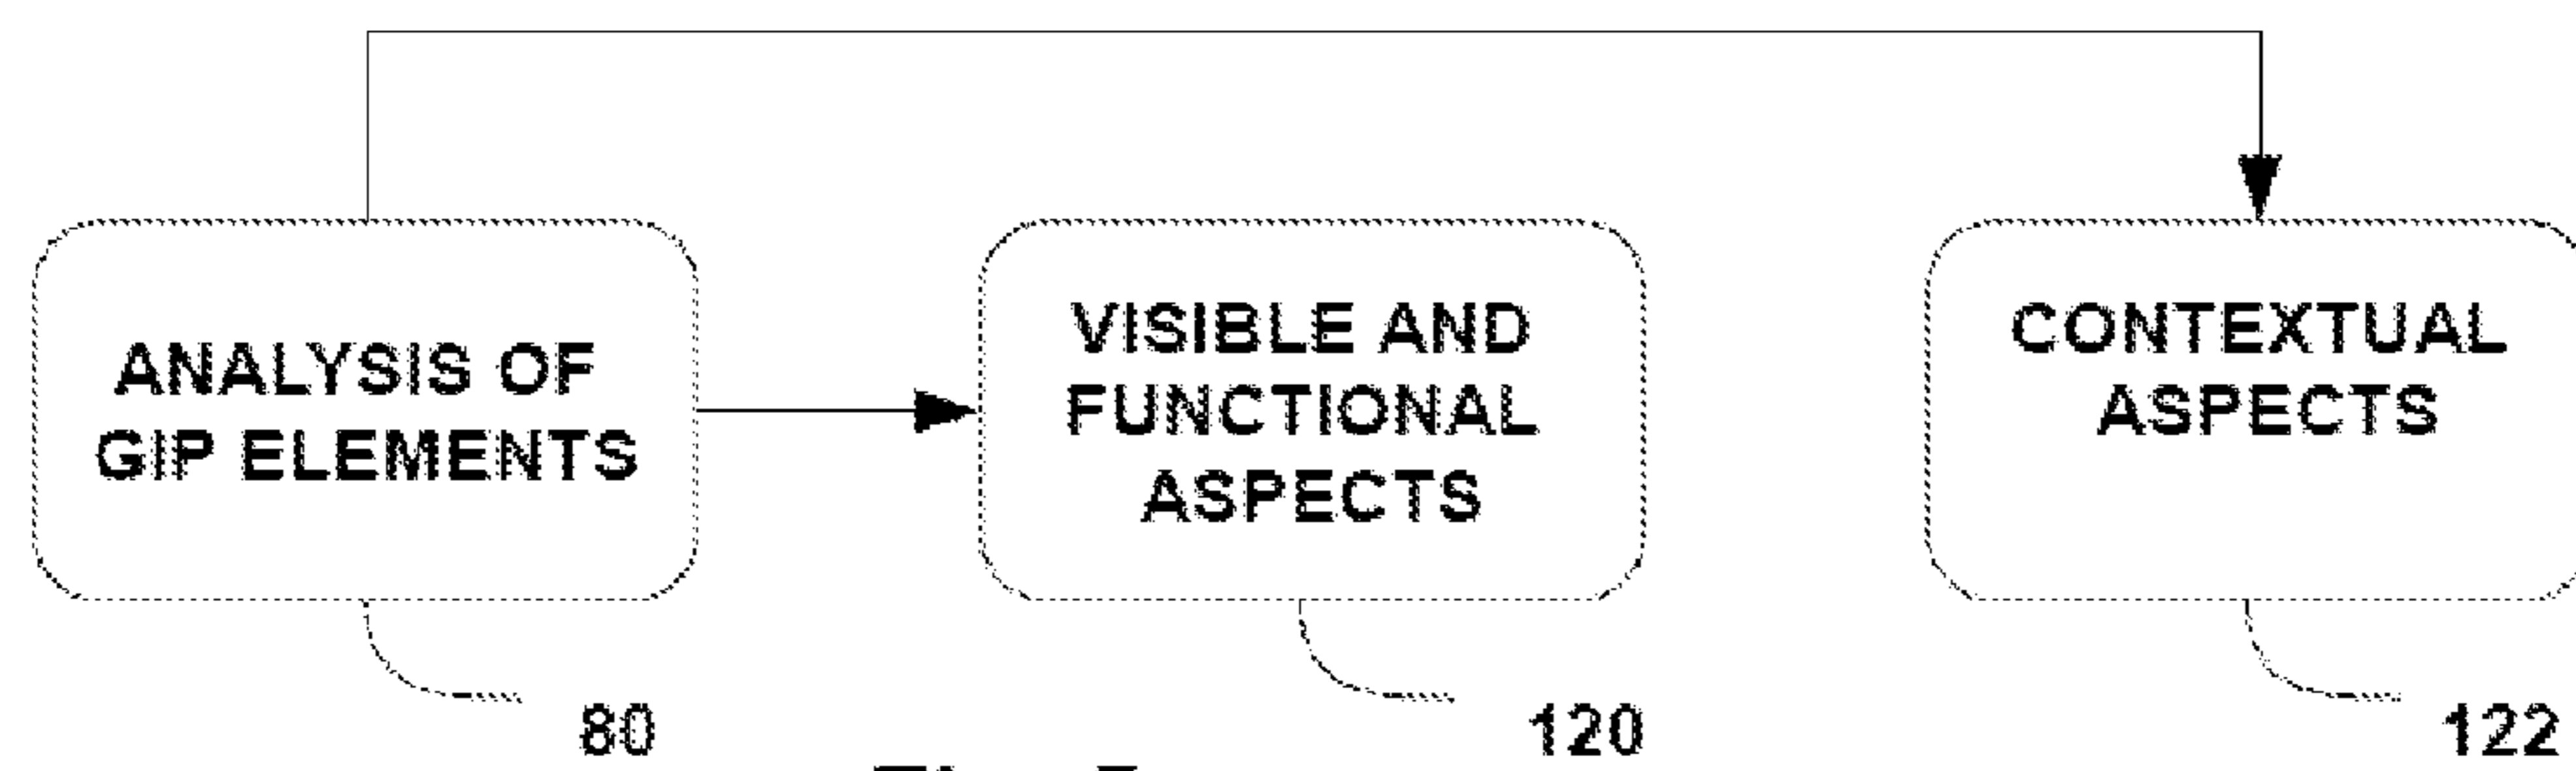 ANALYSIS OF
GIP ELEMENTS
VISIBLE AND
FUNCTIONAL
ASPECTS
CONTEXTUAL
ASPECTS
80
120
122